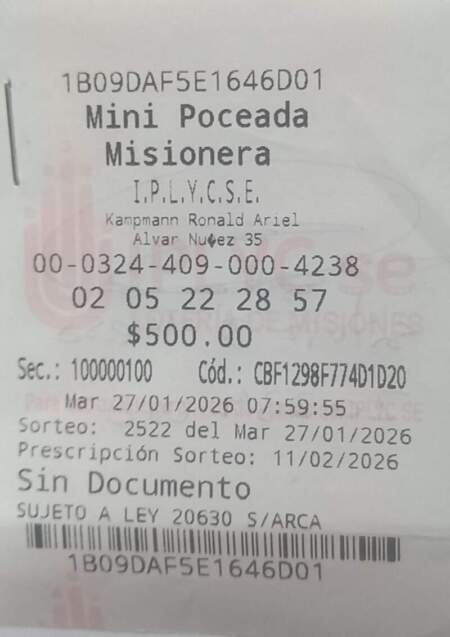 1B09DAF5E1646D01
Mini Poceada
Misionera
I.P.L.Y.C.S.E.
Kampmann Ronald Ariel
Alvar Nu�ez 35
00-0324-409-000-4238
02 05 22 28 57
$500.00
Sec.: 100000100 Cód.: CBF1298F774D1D20
Mar 27/01/2026 07:59:55
Sorteo: 2522 del Mar 27/01/2026
Prescripción Sorteo: 11/02/2026
Sin Documento
SUJETO A LEY 20630 S/ARCA
1B09DAF5E1646D01